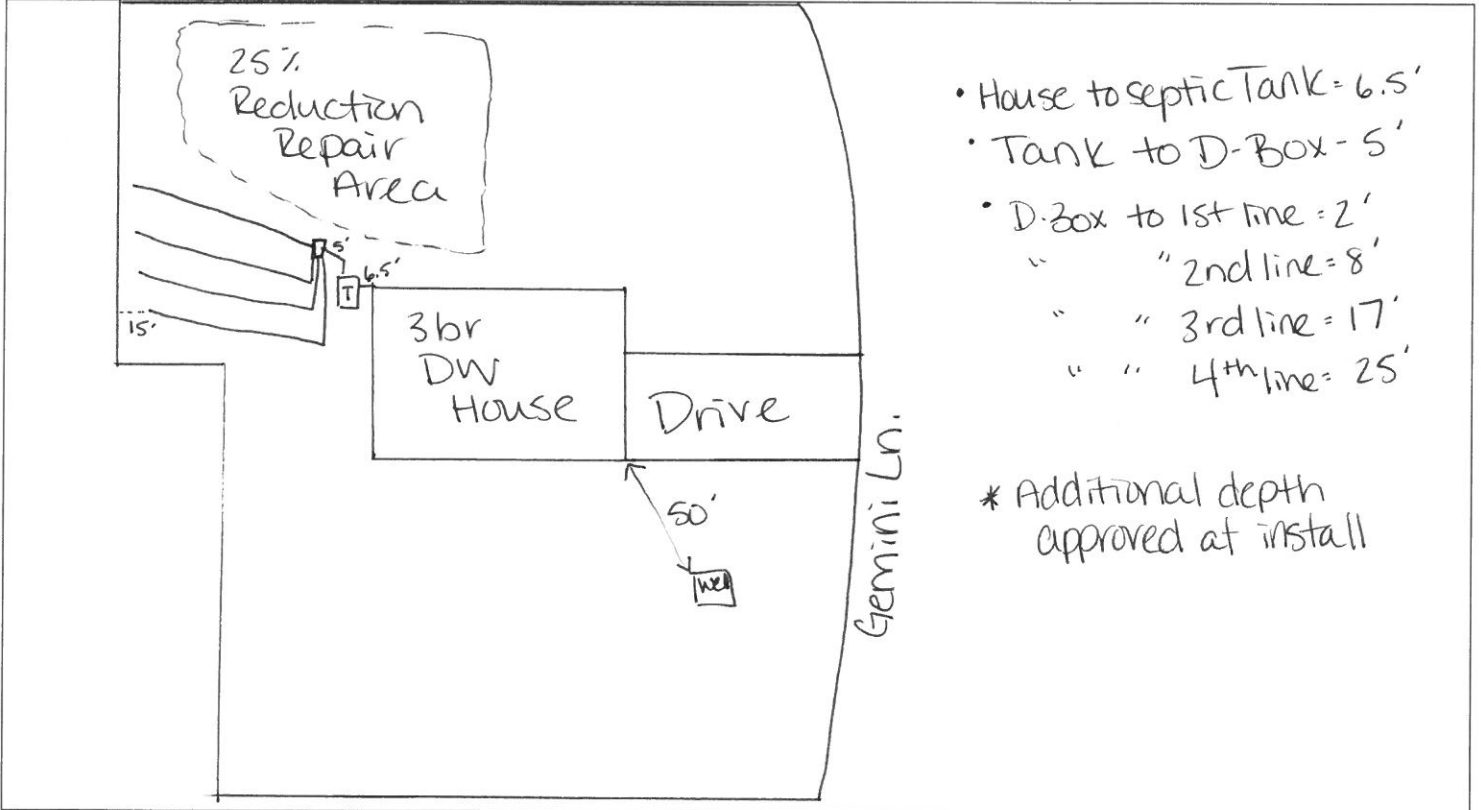 25%
Reduction
Repair
Area
5'
6.5'
T
15'
3br
DW
House
Drive
50'
Well
Gemini Ln.
• House to septic Tank = 6.5'
• Tank to D-Box - 5'
• D-Box to 1st line = 2'
" " 2nd line = 8'
" " 3rd line = 17'
" " 4th line = 25'
* Additional depth
approved at install